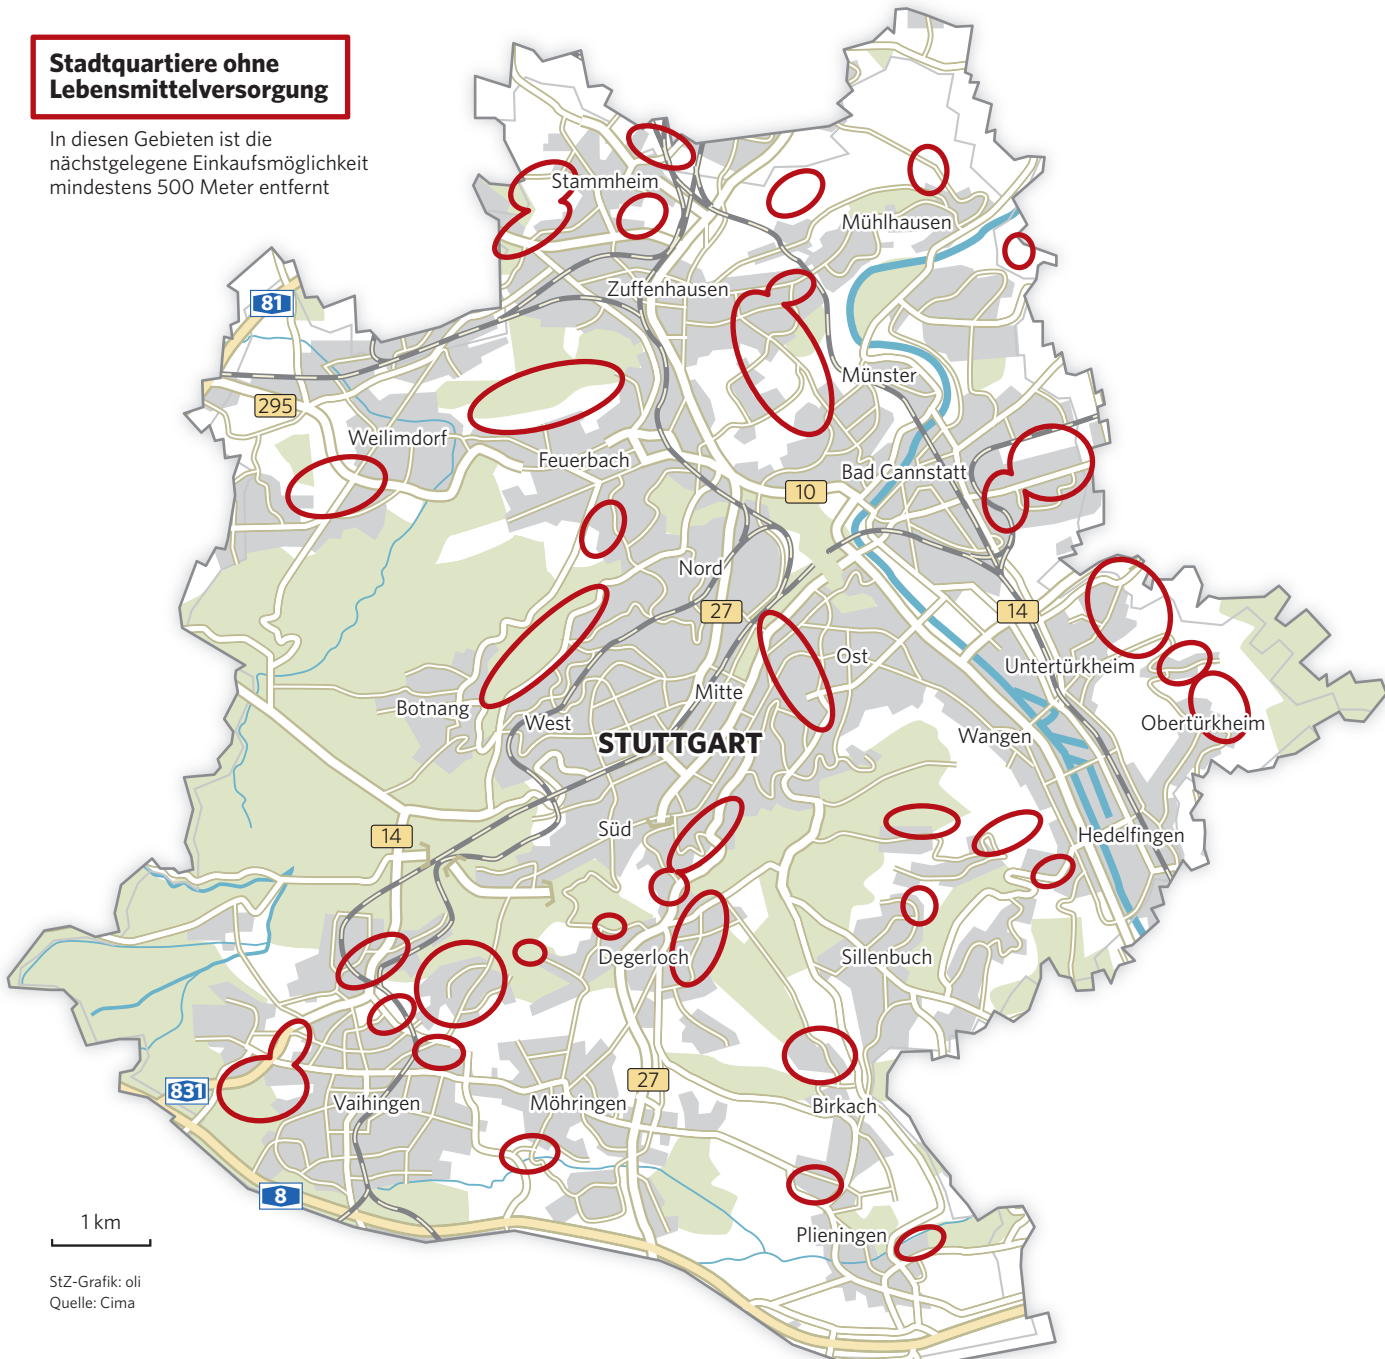 Stadtquartiere ohne
Lebensmittelversorgung
In diesen Gebieten ist die
nächstgelegene Einkaufsmöglichkeit
mindestens 500 Meter entfernt
Stammheim
Mühlhausen
Zuffenhausen
81
Münster
295
Weilimdorf
Feuerbach
Bad Cannstatt
10
Nord
27
14
Ost
Untertürkheim
Mitte
Botnang
West
Obertürkheim
Wangen
STUTTGART
Süd
14
Hedelfingen
Degerloch
Sillenbuch
27
831
Vaihingen
Möhringen
Birkach
8
1 km
Plieningen
StZ-Grafik: oli
Quelle: Cima